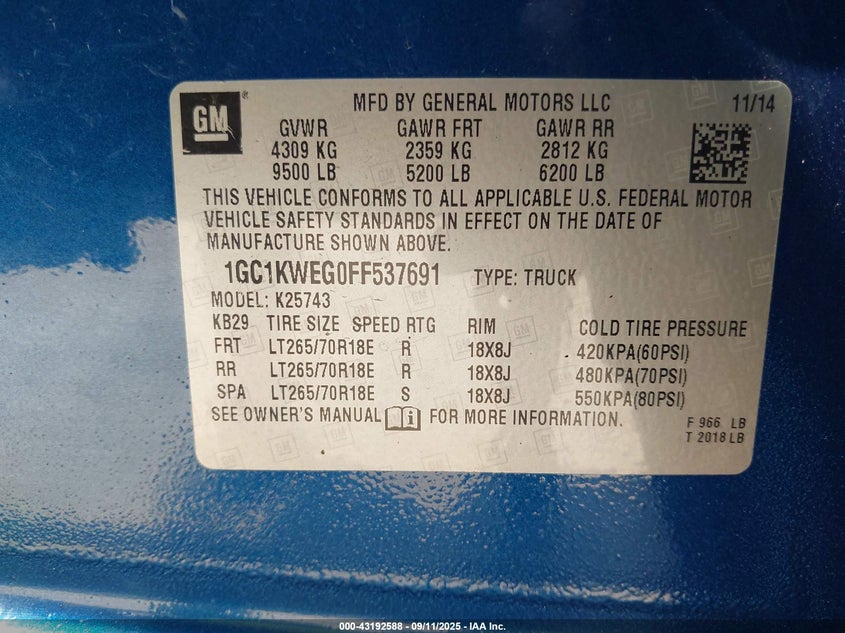 GM ®
MFD BY GENERAL MOTORS LLC 11/14
GVWR GAWR FRT GAWR RR
4309 KG 2359 KG 2812 KG
9500 LB 5200 LB 6200 LB
THIS VEHICLE CONFORMS TO ALL APPLICABLE U.S. FEDERAL MOTOR
VEHICLE SAFETY STANDARDS IN EFFECT ON THE DATE OF
MANUFACTURE SHOWN ABOVE.
1GC1KWEG0FF537691 TYPE: TRUCK
MODEL: K25743
KB29 TIRE SIZE SPEED RTG RIM COLD TIRE PRESSURE
FRT LT265/70R18E R 18X8J 420KPA(60PSI)
RR LT265/70R18E R 18X8J 480KPA(70PSI)
SPA LT265/70R18E S 18X8J 550KPA(80PSI)
SEE OWNER'S MANUAL i FOR MORE INFORMATION.
F 966 LB
T 2018 LB
000-43192588 - 09/11/2025 - IAA Inc.